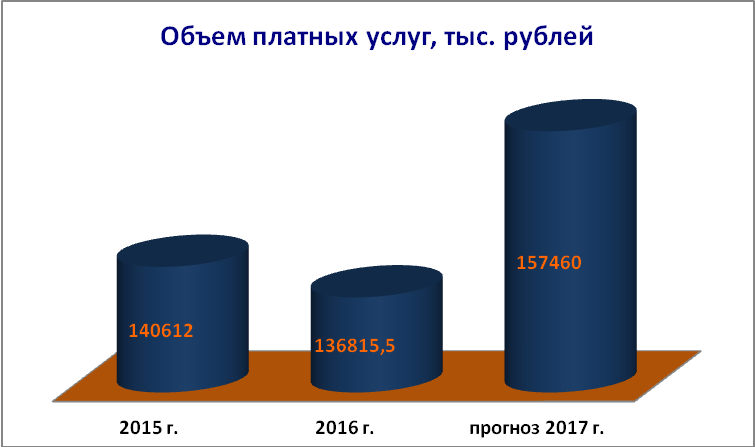 Объем платных услуг, тыс. рублей
157460
140612
136815,5
2015 г.
2016 г.
прогноз 2017 г.